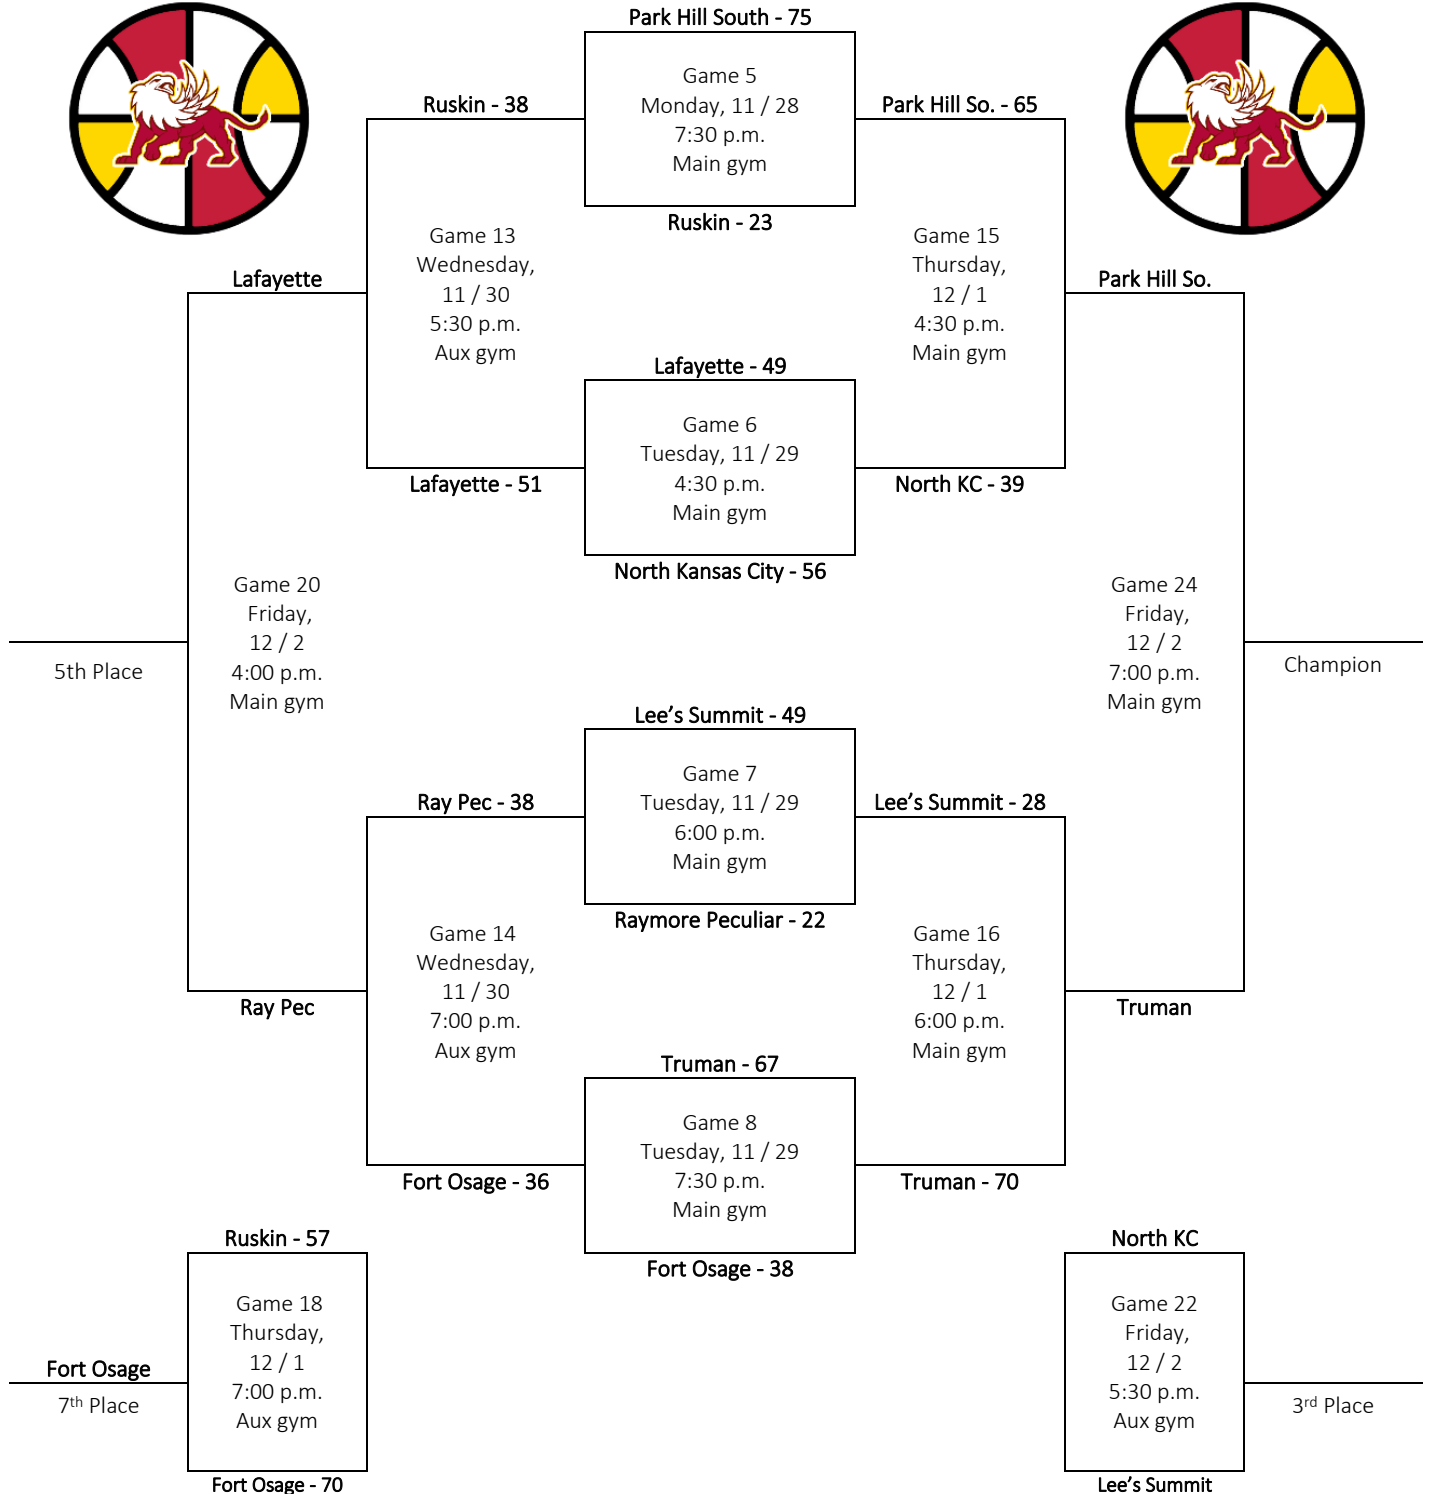 Park Hill South - 75
Game 5
Monday, 11 / 28
7:30 p.m.
Main gym
Ruskin - 23
Ruskin - 38
Park Hill So. - 65
Game 13
Wednesday,
11 / 30
5:30 p.m.
Aux gym
Game 15
Thursday,
12 / 1
4:30 p.m.
Main gym
Lafayette
Park Hill So.
Lafayette - 49
Game 6
Tuesday, 11 / 29
4:30 p.m.
Main gym
North Kansas City - 56
Lafayette - 51
North KC - 39
Game 20
Friday,
12 / 2
4:00 p.m.
Main gym
5th Place
Game 24
Friday,
12 / 2
7:00 p.m.
Main gym
Champion
Lee’s Summit - 49
Game 7
Tuesday, 11 / 29
6:00 p.m.
Main gym
Raymore Peculiar - 22
Ray Pec - 38
Lee’s Summit - 28
Game 14
Wednesday,
11 / 30
7:00 p.m.
Aux gym
Game 16
Thursday,
12 / 1
6:00 p.m.
Main gym
Ray Pec
Truman
Truman - 67
Game 8
Tuesday, 11 / 29
7:30 p.m.
Main gym
Fort Osage - 38
Fort Osage - 36
Truman - 70
Ruskin - 57
Game 18
Thursday,
12 / 1
7:00 p.m.
Aux gym
Fort Osage - 70
Fort Osage
7th Place
North KC
Game 22
Friday,
12 / 2
5:30 p.m.
Aux gym
Lee’s Summit
3rd Place